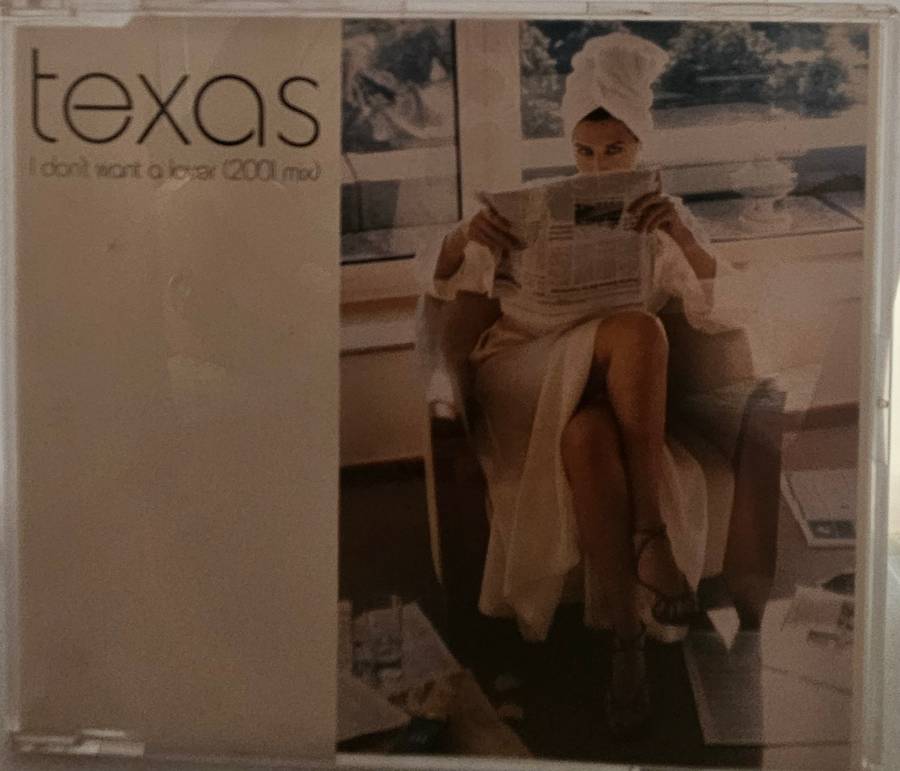 texas
I don't want a lover (2001 mix)